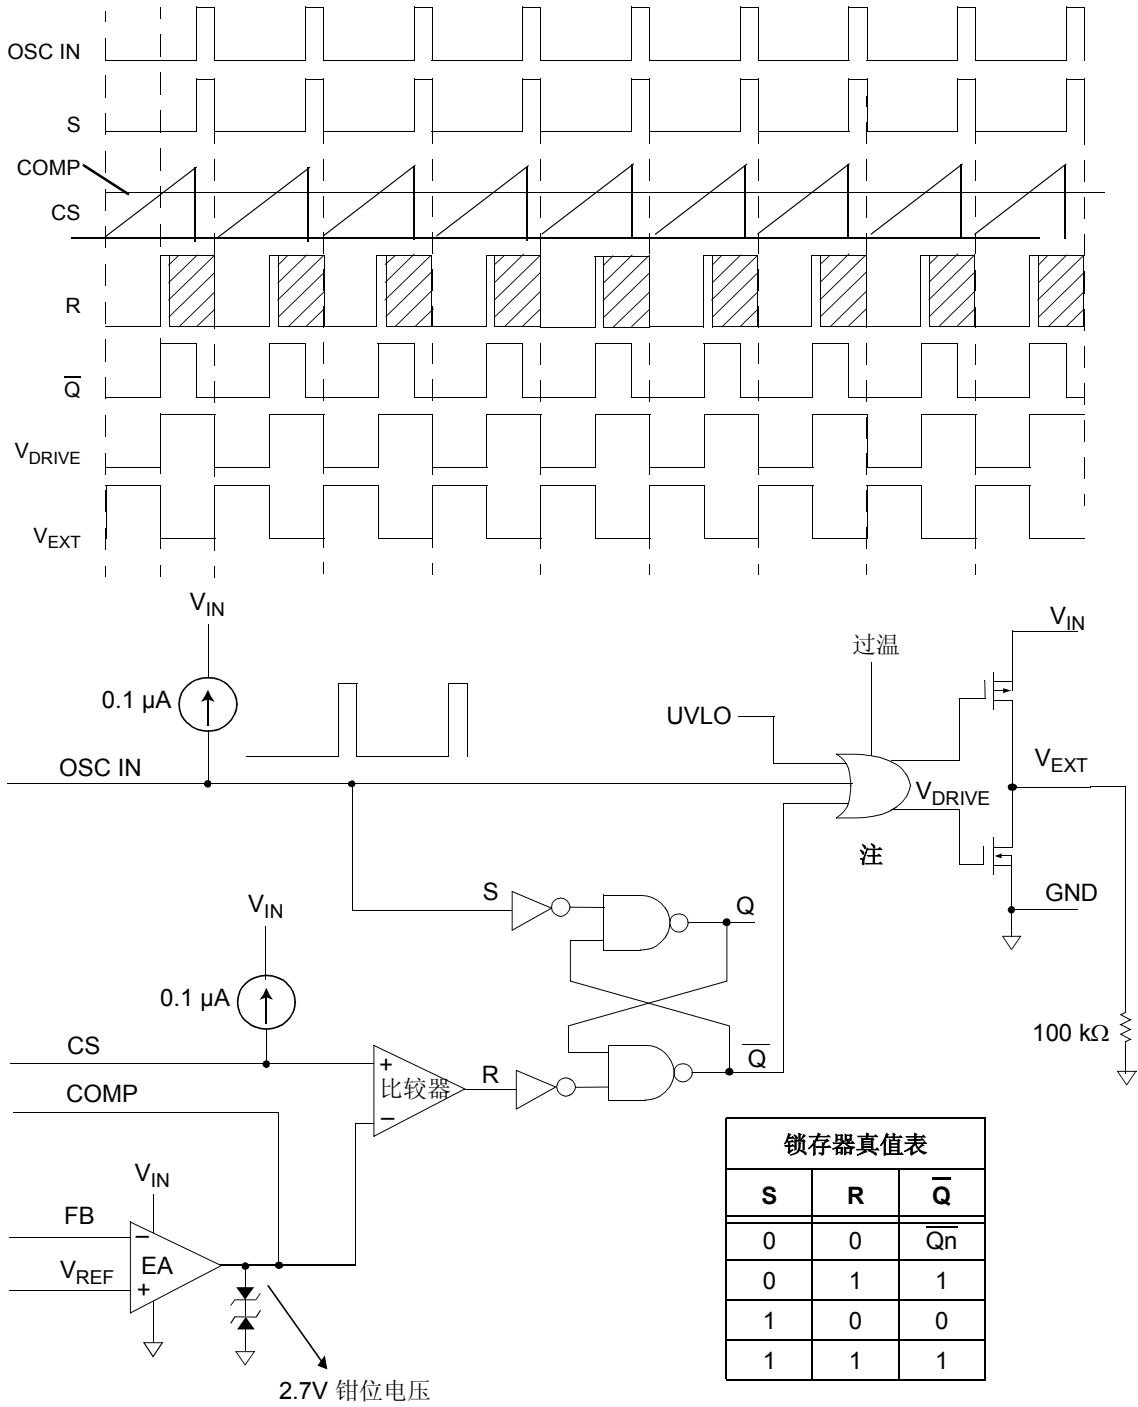 OSC IN
S
COMP
CS
R
Q̅
VDRIVE
VEXT
VIN
VIN
过温
0.1 µA
UVLO
OSC IN
VEXT
VDRIVE
注
S
Q
GND
VIN
0.1 µA
100 kΩ
CS
+
R
Q̅
比较器
COMP
−
锁存器真值表
VIN
S R Q̅
FB
−
0 0 Q̅n̅
EA
VREF
+
0 1 1
1 0 0
1 1 1
2.7V 钳位电压